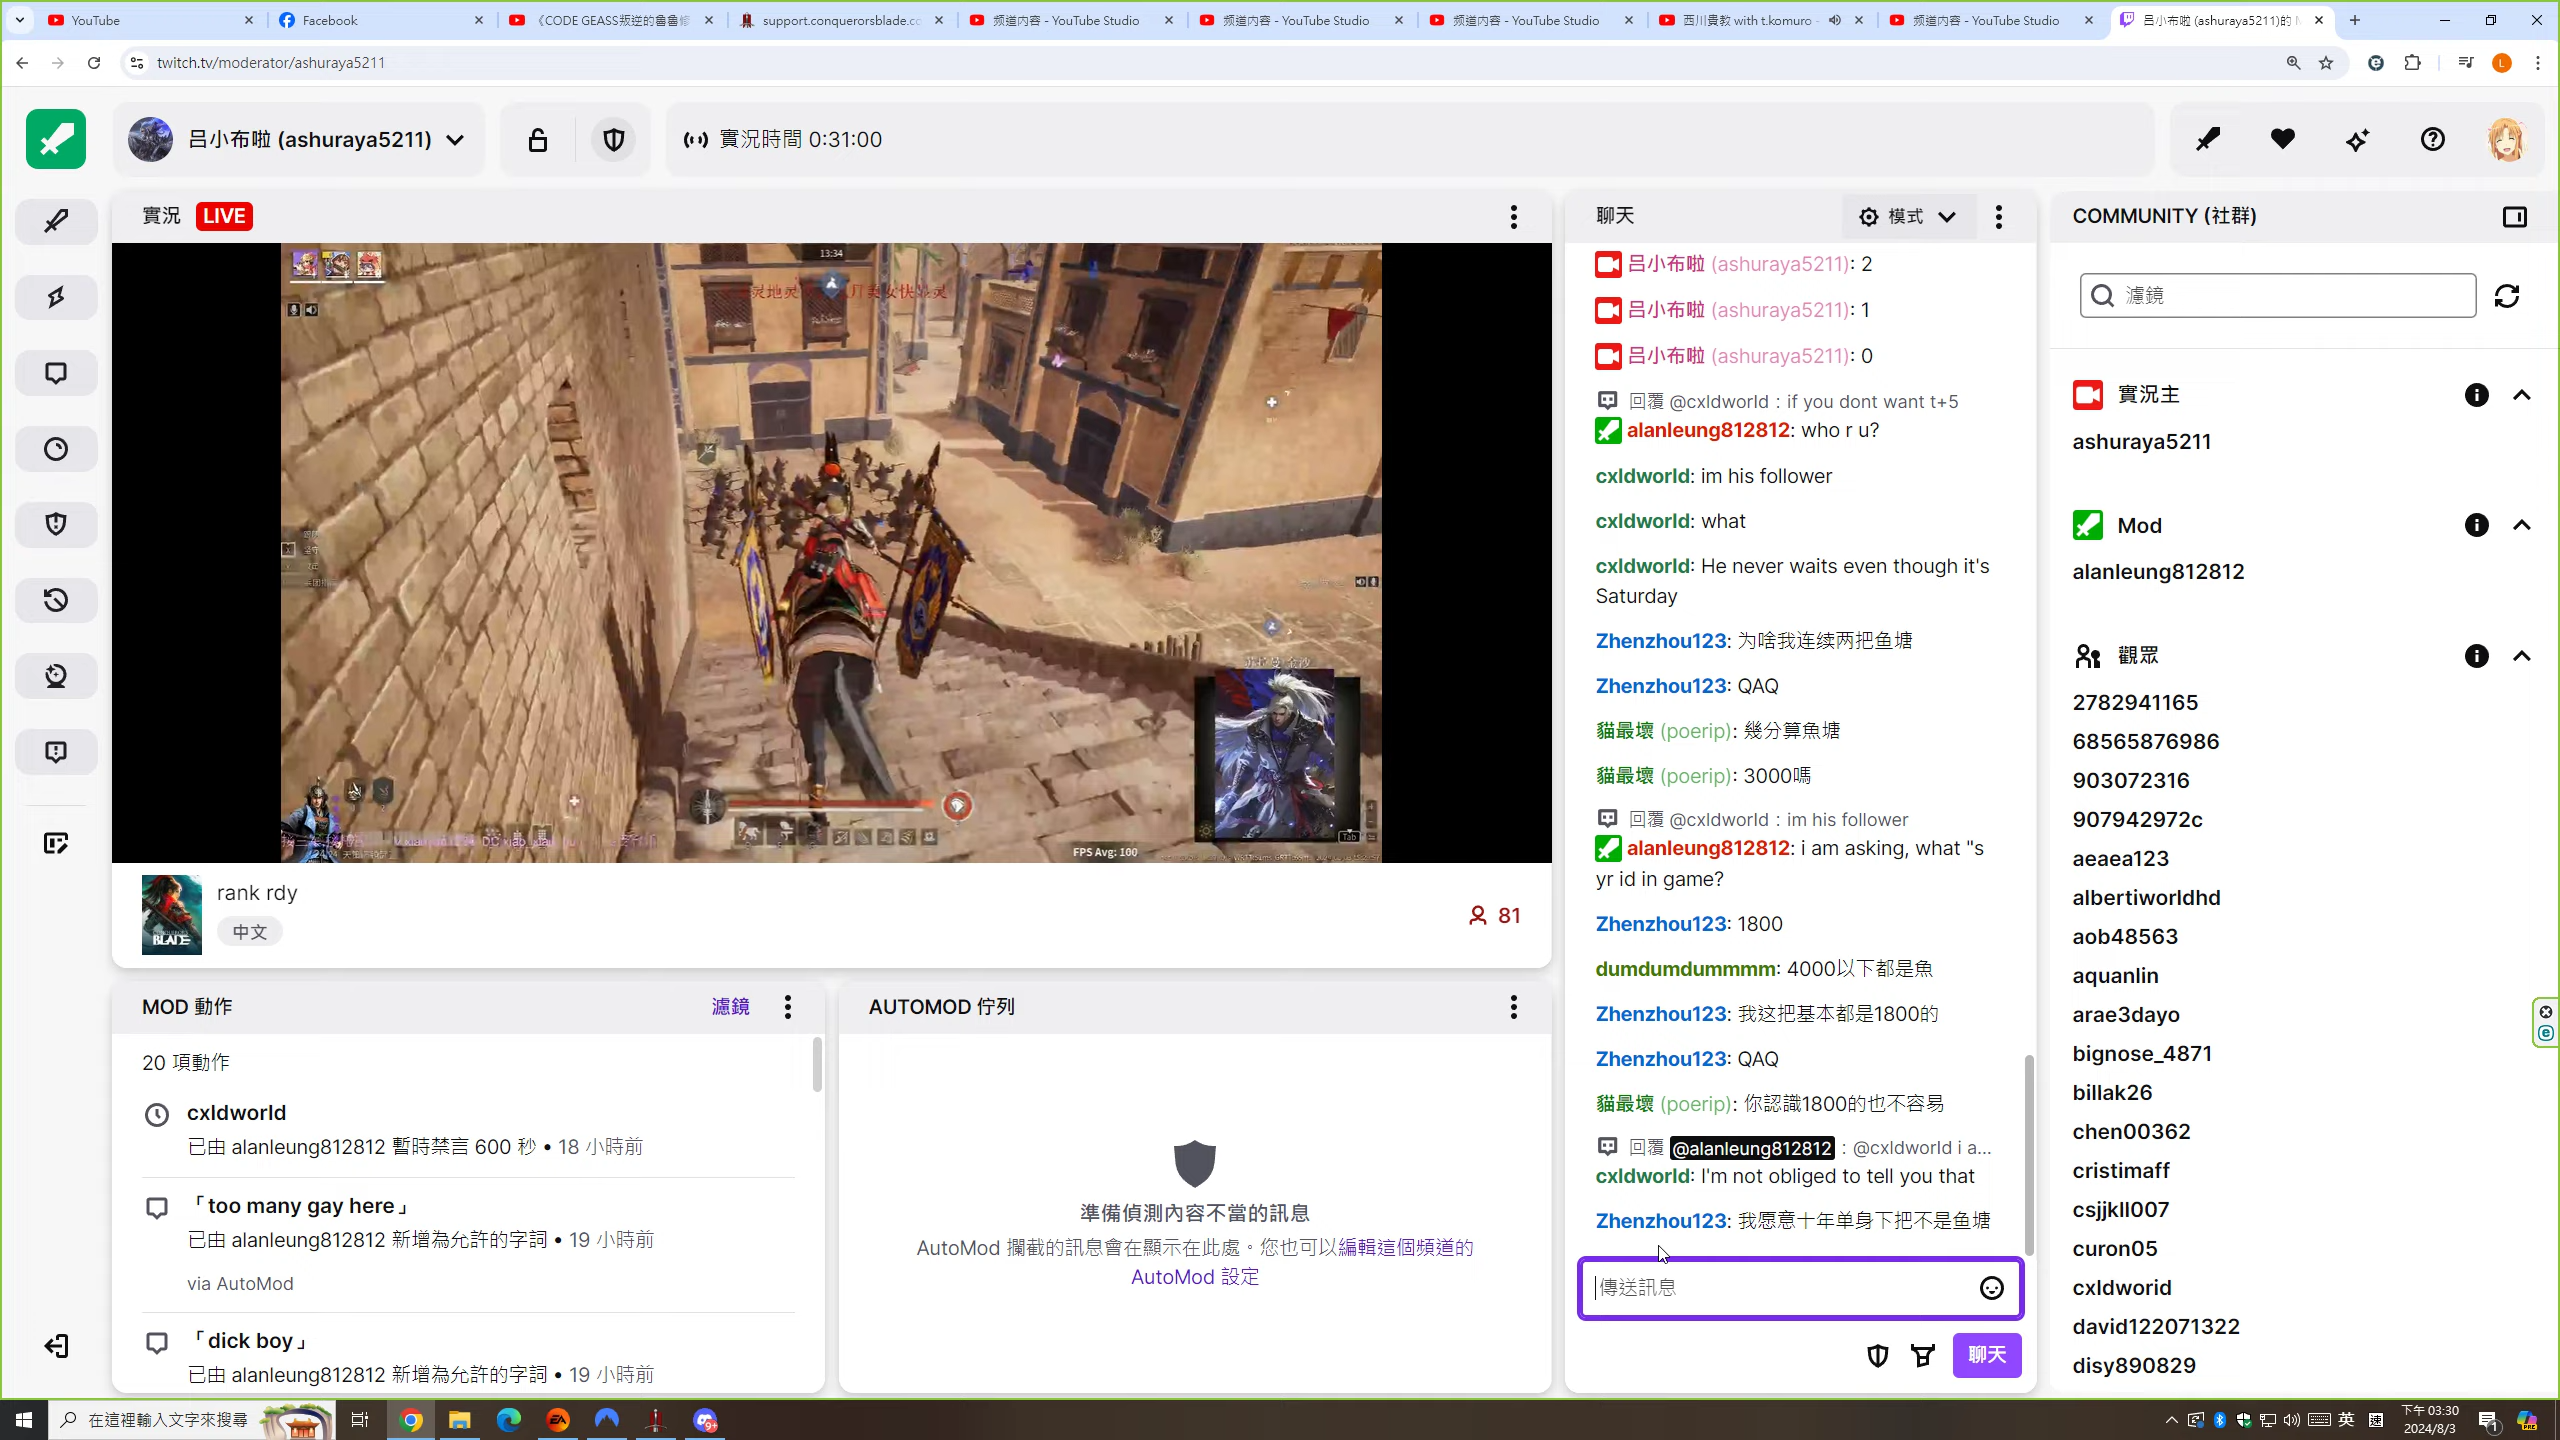 YouTube
Facebook
《CODE GEASS叛逆的魯魯修
support.conquerorsblade.co
频道内容 - YouTube Studio
频道内容 - YouTube Studio
频道内容 - YouTube Studio
西川貴教 with t.komuro -
频道内容 - YouTube Studio
呂小布啦 (ashuraya5211)的
twitch.tv/moderator/ashuraya5211
L
呂小布啦 (ashuraya5211)
實況時間 0:31:00
實況 LIVE
13:34
FPS Avg: 100
Tab
rank rdy
中文
81
BLADE
MOD 動作
濾鏡
20 項動作
cxldworld
已由 alanleung812812 暫時禁言 600 秒 • 18 小時前
「too many gay here」
已由 alanleung812812 新增為允許的字詞 • 19 小時前
via AutoMod
「dick boy」
已由 alanleung812812 新增為允許的字詞 • 19 小時前
AUTOMOD 佇列
準備偵測內容不當的訊息
AutoMod 攔截的訊息會在顯示在此處。您也可以編輯這個頻道的
AutoMod 設定
聊天
模式
呂小布啦 (ashuraya5211): 2
呂小布啦 (ashuraya5211): 1
呂小布啦 (ashuraya5211): 0
回覆 @cxldworld：if you dont want t+5
alanleung812812: who r u?
cxldworld: im his follower
cxldworld: what
cxldworld: He never waits even though it's
Saturday
Zhenzhou123: 为啥我连续两把鱼塘
Zhenzhou123: QAQ
貓最壞 (poerip): 幾分算魚塘
貓最壞 (poerip): 3000嗎
回覆 @cxldworld：im his follower
alanleung812812: i am asking, what "s
yr id in game?
Zhenzhou123: 1800
dumdumdummmm: 4000以下都是魚
Zhenzhou123: 我这把基本都是1800的
Zhenzhou123: QAQ
貓最壞 (poerip): 你認識1800的也不容易
回覆 @alanleung812812：@cxldworld i a...
cxldworld: I'm not obliged to tell you that
Zhenzhou123: 我愿意十年单身下把不是鱼塘
傳送訊息
聊天
COMMUNITY (社群)
濾鏡
實況主
ashuraya5211
Mod
alanleung812812
觀眾
2782941165
68565876986
903072316
907942972c
aeaea123
albertiworldhd
aob48563
aquanlin
arae3dayo
bignose_4871
billak26
chen00362
cristimaff
csjjkll007
curon05
cxldworid
david122071322
disy890829
在這裡輸入文字來搜尋
英
下午 03:30
2024/8/3